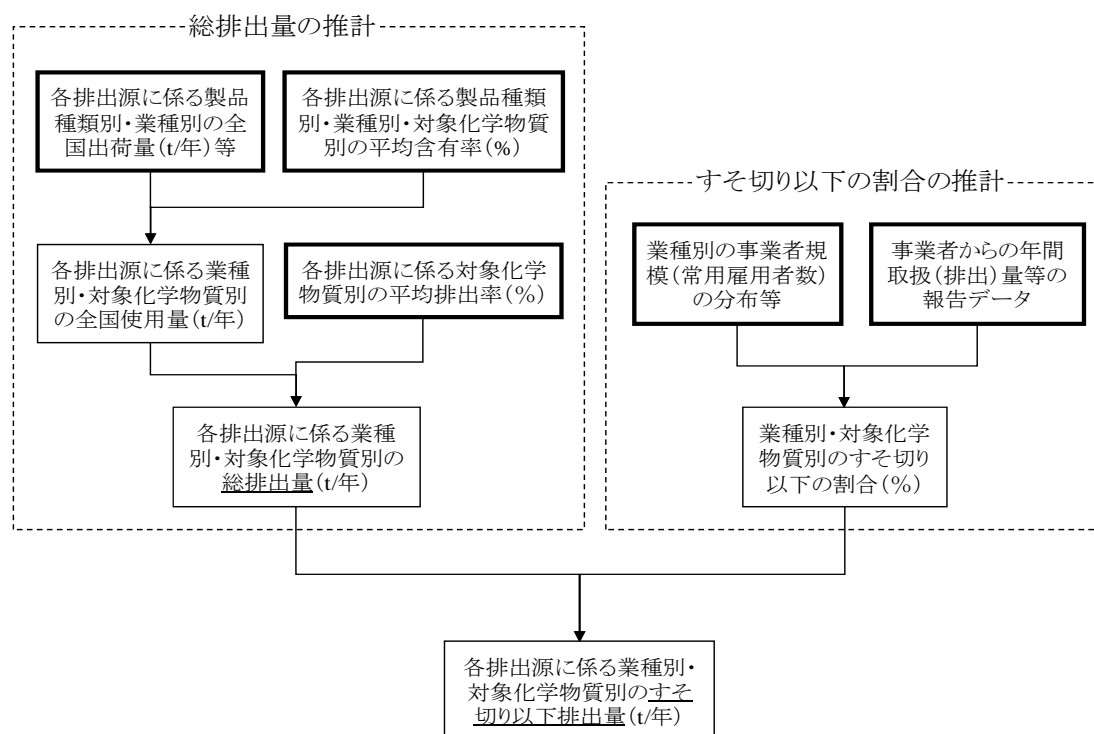 総排出量の推計
各排出源に係る製品
種類別・業種別の全
国出荷量(t/年)等
各排出源に係る製品種類
別・業種別・対象化学物質
別の平均含有率(%)
各排出源に係る業種
別・対象化学物質別
の全国使用量(t/年)
各排出源に係る対象化学
物質別の平均排出率(%)
各排出源に係る業種
別・対象化学物質別の
総排出量(t/年)
すそ切り以下の割合の推計
業種別の事業者規
模(常用雇用者数)
の分布等
事業者からの年間
取扱(排出)量等の
報告データ
業種別・対象化学
物質別のすそ切り
以下の割合(%)
各排出源に係る業種別・
対象化学物質別のすそ
切り以下排出量(t/年)